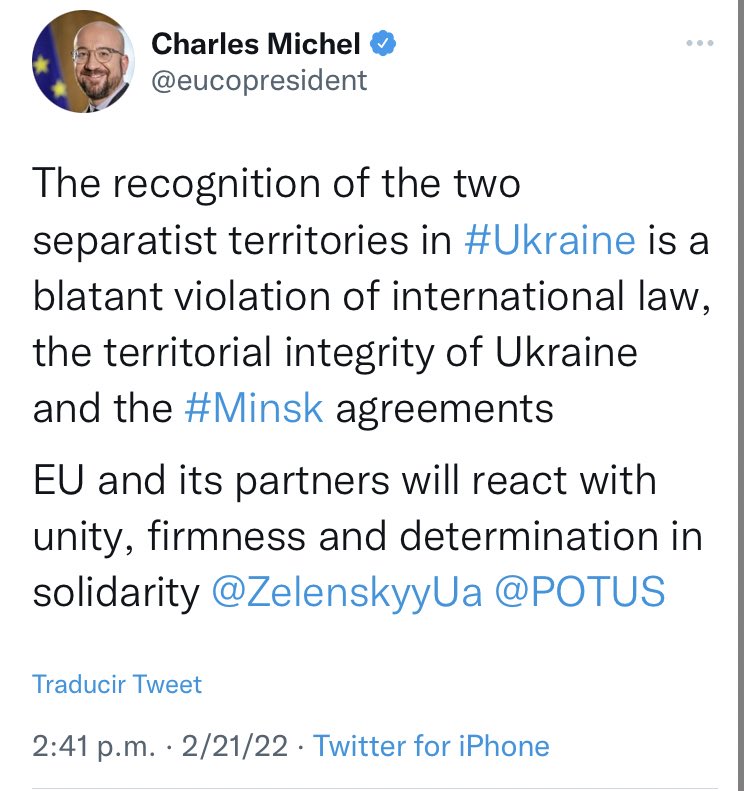 Charles Michel
@eucopresident
The recognition of the two
separatist territories in #Ukraine is a
blatant violation of international law,
the territorial integrity of Ukraine
and the #Minsk agreements
EU and its partners will react with
unity, firmness and determination in
solidarity @ZelenskyyUa @POTUS
Traducir Tweet
2:41 p.m. · 2/21/22 · Twitter for iPhone